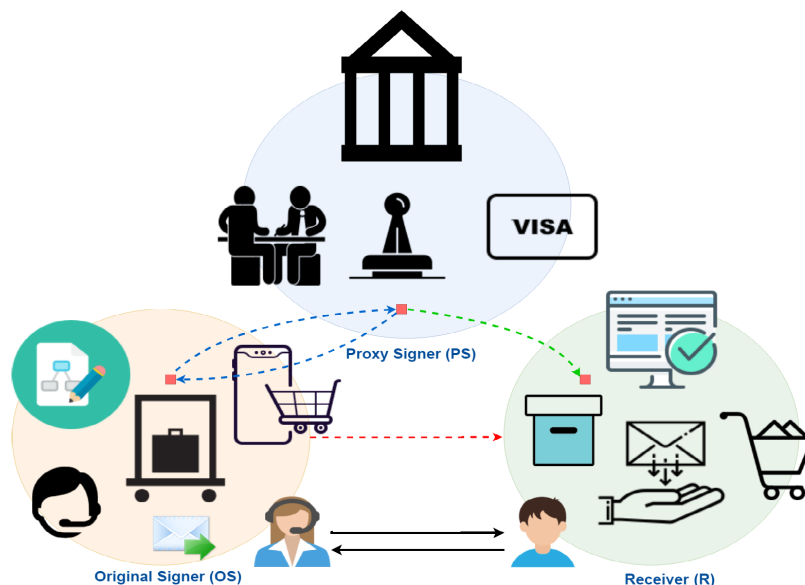 VISA
Proxy Signer (PS)
Original Signer (OS)
Receiver (R)